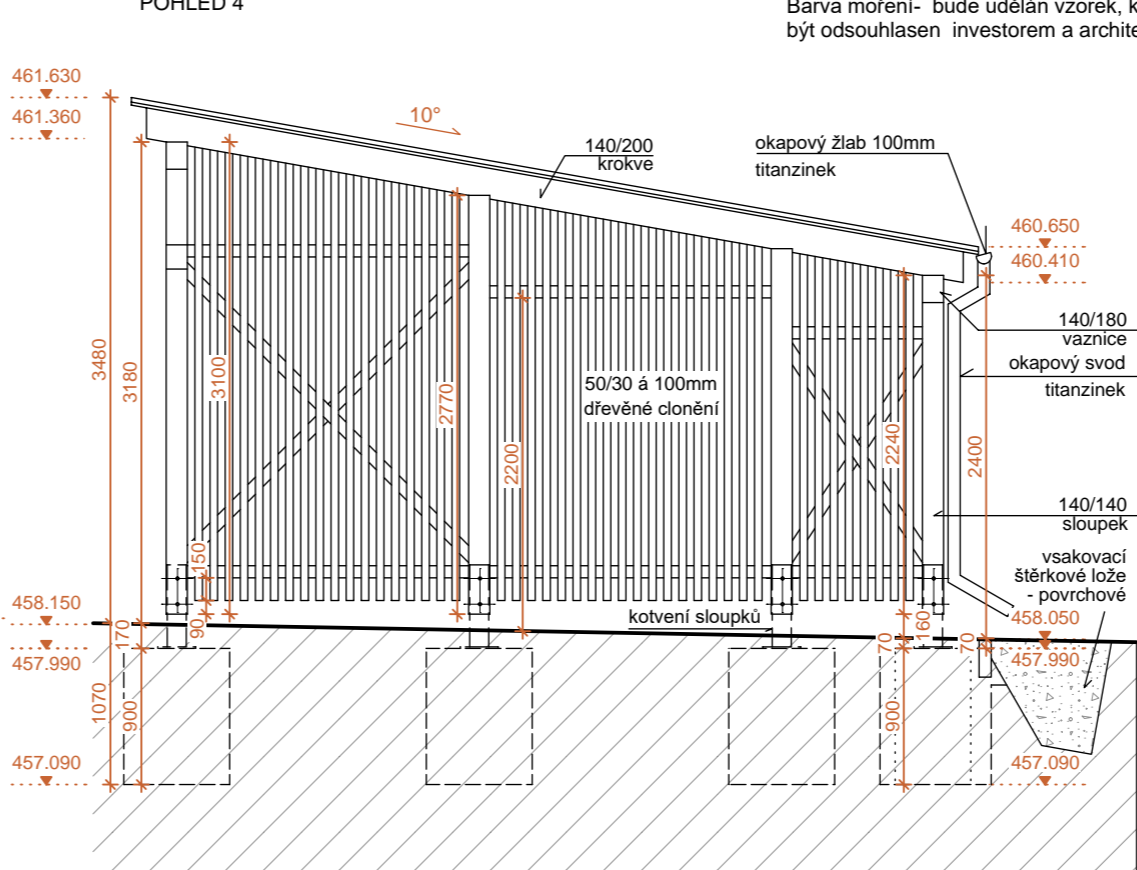 POHLED 4
Barva moření- bude udělán vzorek, k
být odsouhlasen investorem a archite
461.630
461.360
10°
140/200
krokve
okapový žlab 100mm
titanzinek
460.650
460.410
140/180
vaznice
okapový svod
titanzinek
3480
3180
3100
2770
2200
50/30 á 100mm
dřevěné clonění
2240
2400
140/140
sloupek
vsakovací
štěrkové lože
- povrchové
150
90
kotvení sloupků
160
70
70
458.150
170
457.990
458.050
457.990
1070
900
900
457.090
457.090